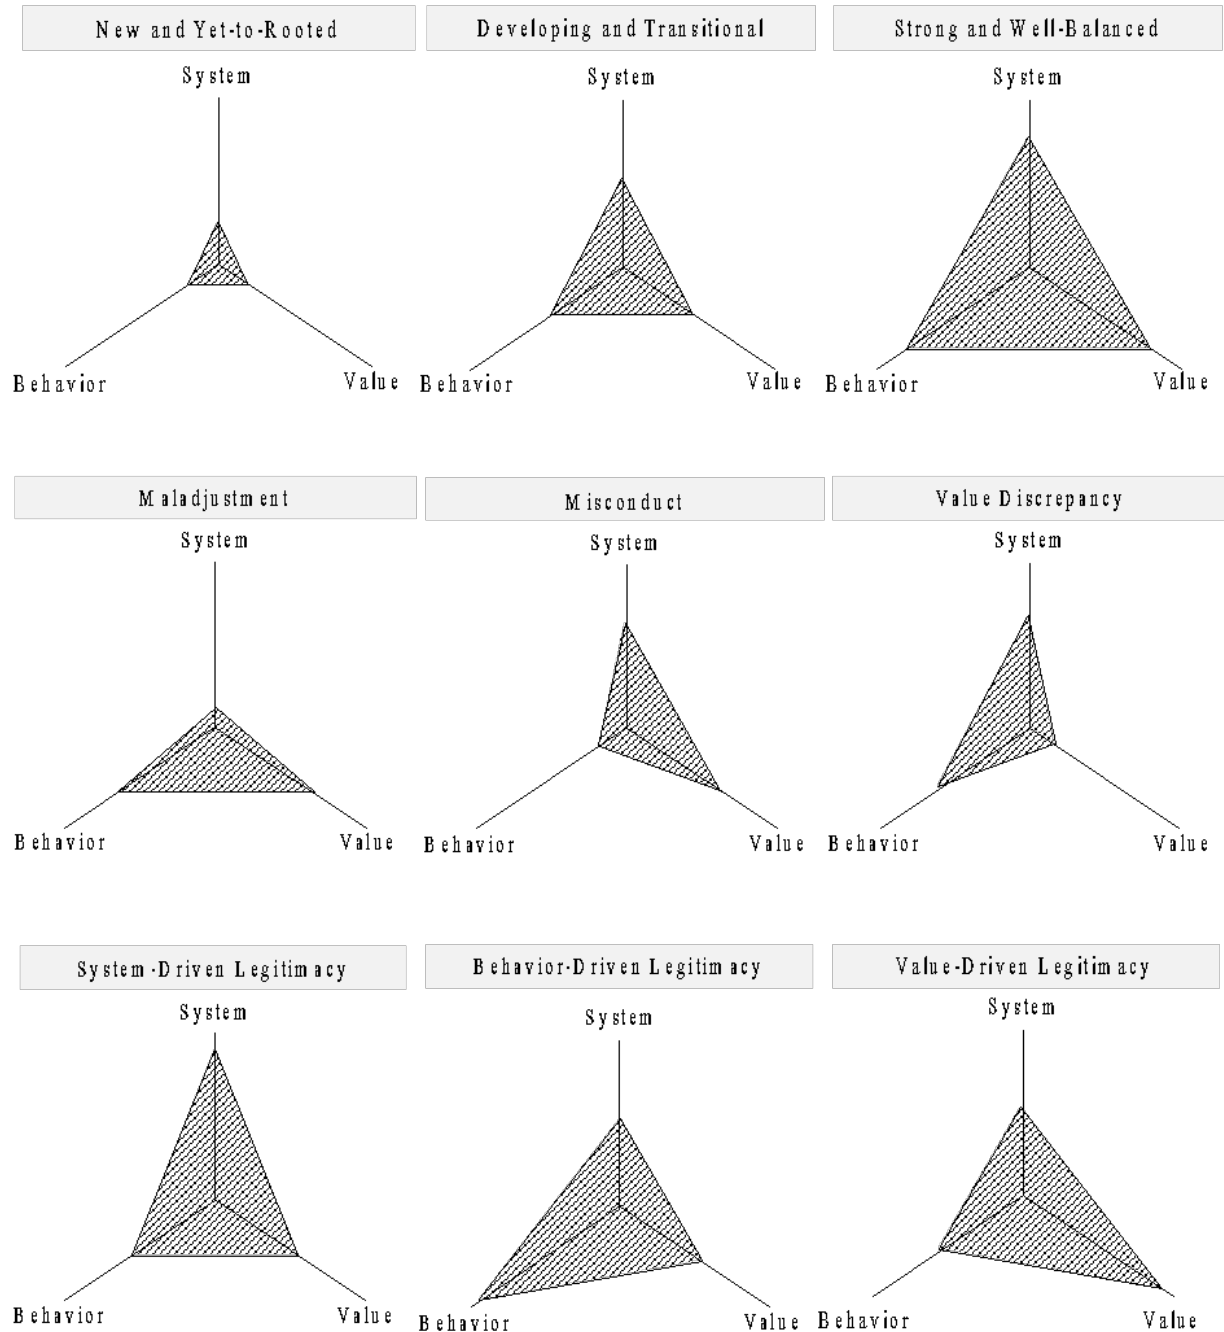 New and Yet-to-Rooted
Developing and Transitional
Strong and Well-Balanced
System
System
System
Behavior
Value
Behavior
Value
Behavior
Value
Maladjustment
Misconduct
Value Discrepancy
System
System
System
Behavior
Value
Behavior
Value
Behavior
Value
System-Driven Legitimacy
Behavior-Driven Legitimacy
Value-Driven Legitimacy
System
System
System
Behavior
Value
Behavior
Value
Behavior
Value